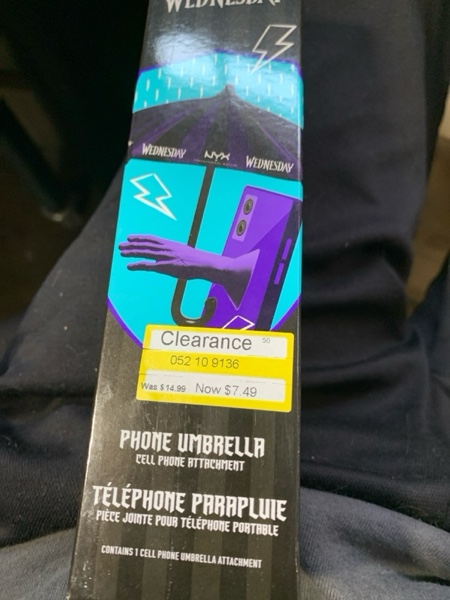 WEDNESDAY
WEDNESDAY NYX WEDNESDAY
Clearance 50
052 10 9136
Was $14.99 Now $7.49
PHONE UMBRELLA
CELL PHONE ATTACHMENT
TÉLÉPHONE PARAPLUIE
PIÈCE JOINTE POUR TÉLÉPHONE PORTABLE
CONTAINS 1 CELL PHONE UMBRELLA ATTACHMENT